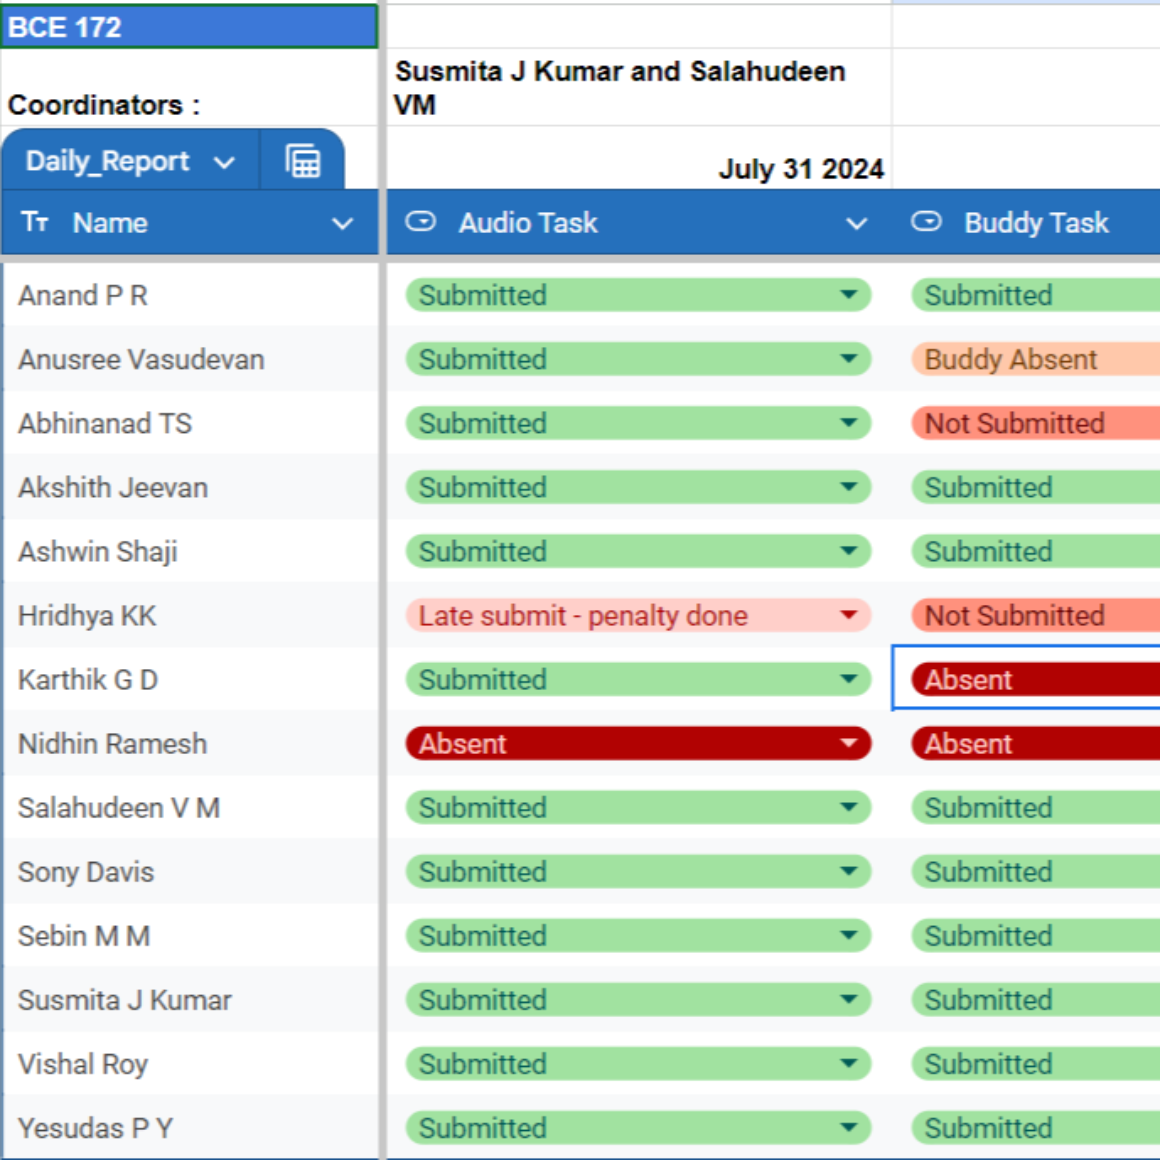 BCE 172
Coordinators :
Susmita J Kumar and Salahudeen
VM
Daily_Report
July 31 2024
Name Audio Task Buddy Task
Anand P R Submitted Submitted
Anusree Vasudevan Submitted Buddy Absent
Abhinanad TS Submitted Not Submitted
Akshith Jeevan Submitted Submitted
Ashwin Shaji Submitted Submitted
Hridhya KK Late submit - penalty done Not Submitted
Karthik G D Submitted Absent
Nidhin Ramesh Absent Absent
Salahudeen V M Submitted Submitted
Sony Davis Submitted Submitted
Sebin M M Submitted Submitted
Susmita J Kumar Submitted Submitted
Vishal Roy Submitted Submitted
Yesudas P Y Submitted Submitted